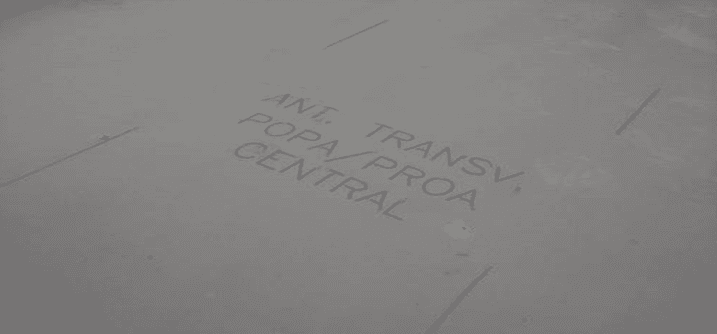 ANT. TRANSV.
POPA/PROA
CENTRAL